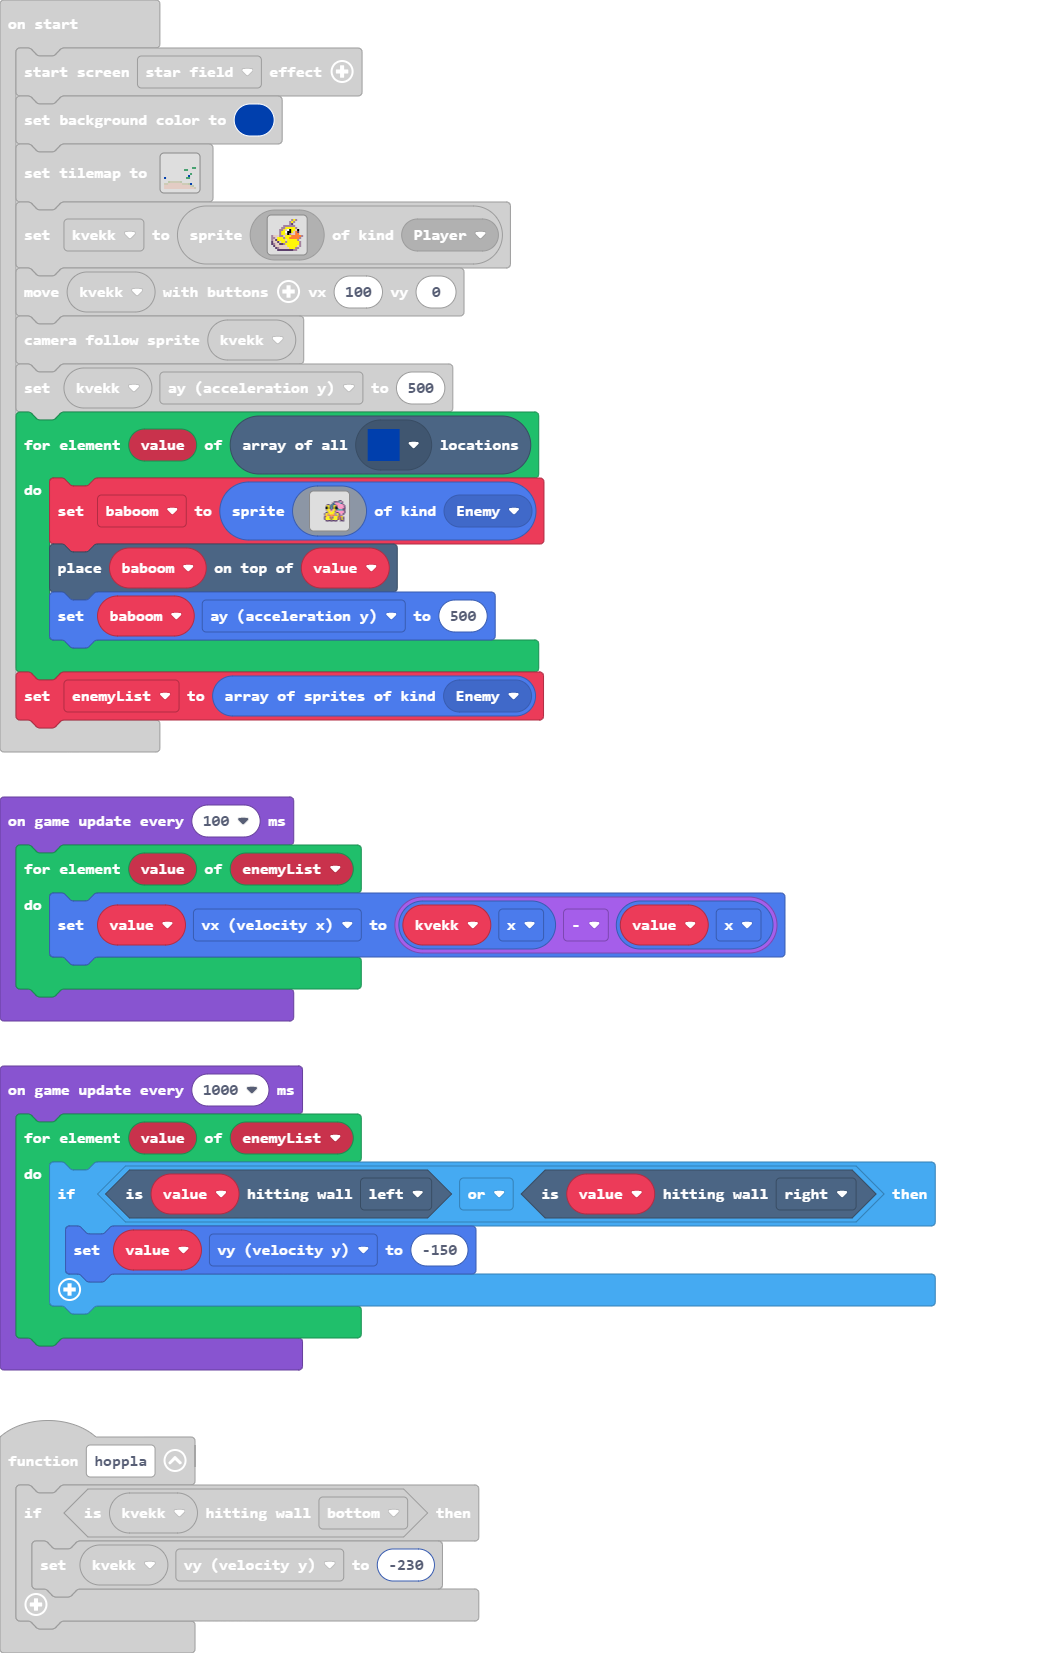 on start
start screen star field effect
set background color to
set tilemap to
set kvekk to sprite of kind Player
move kvekk with buttons vx 100 vy 0
camera follow sprite kvekk
set kvekk ay (acceleration y) to 500
for element value of array of all locations
do
set baboom to sprite of kind Enemy
place baboom on top of value
set baboom ay (acceleration y) to 500
set enemyList to array of sprites of kind Enemy
on game update every 100 ms
for element value of enemyList
do
set value vx (velocity x) to kvekk x - value x
on game update every 1000 ms
for element value of enemyList
do
if is value hitting wall left or is value hitting wall right then
set value vy (velocity y) to -150
function hoppla
if is kvekk hitting wall bottom then
set kvekk vy (velocity y) to -230